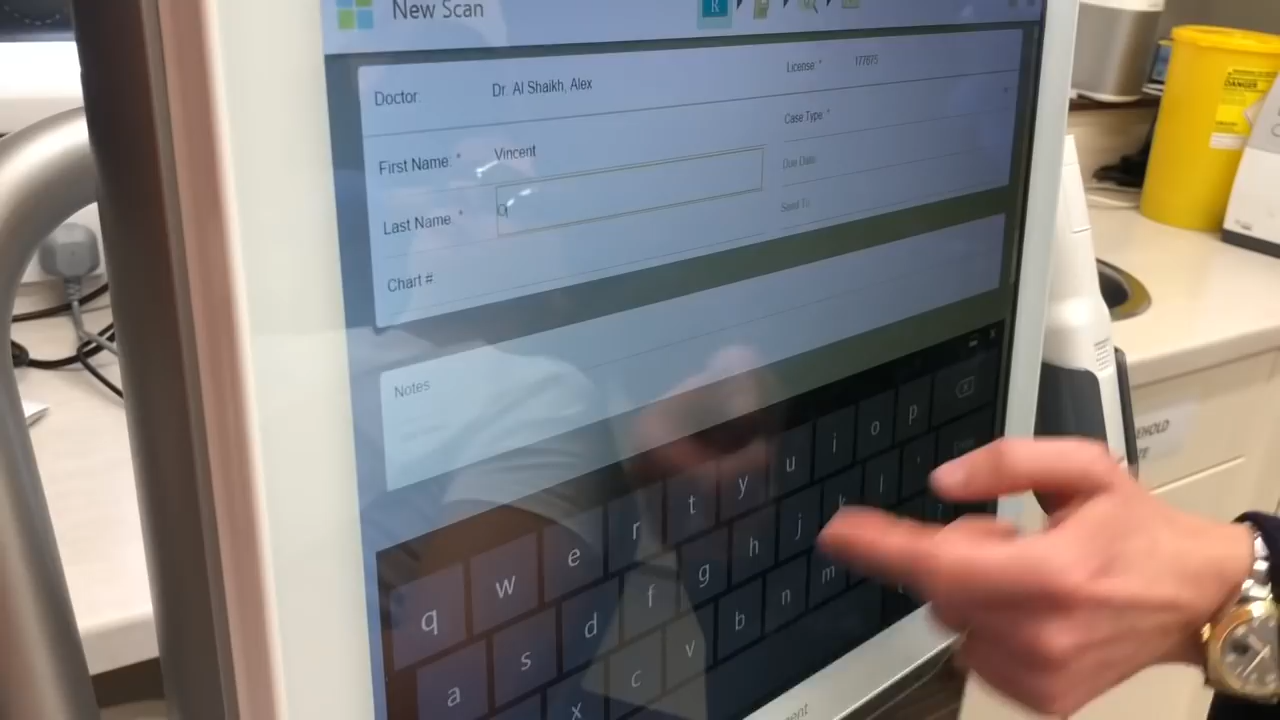 New Scan
Doctor: Dr. Al Shaikh, Alex
License: * 177675
First Name: * Vincent
Case Type *
Last Name: *
Due Date:
Chart #
Send To
Notes
q w e r t y u i o p
a s d f g h j k l '
x c v b n m
DANGER